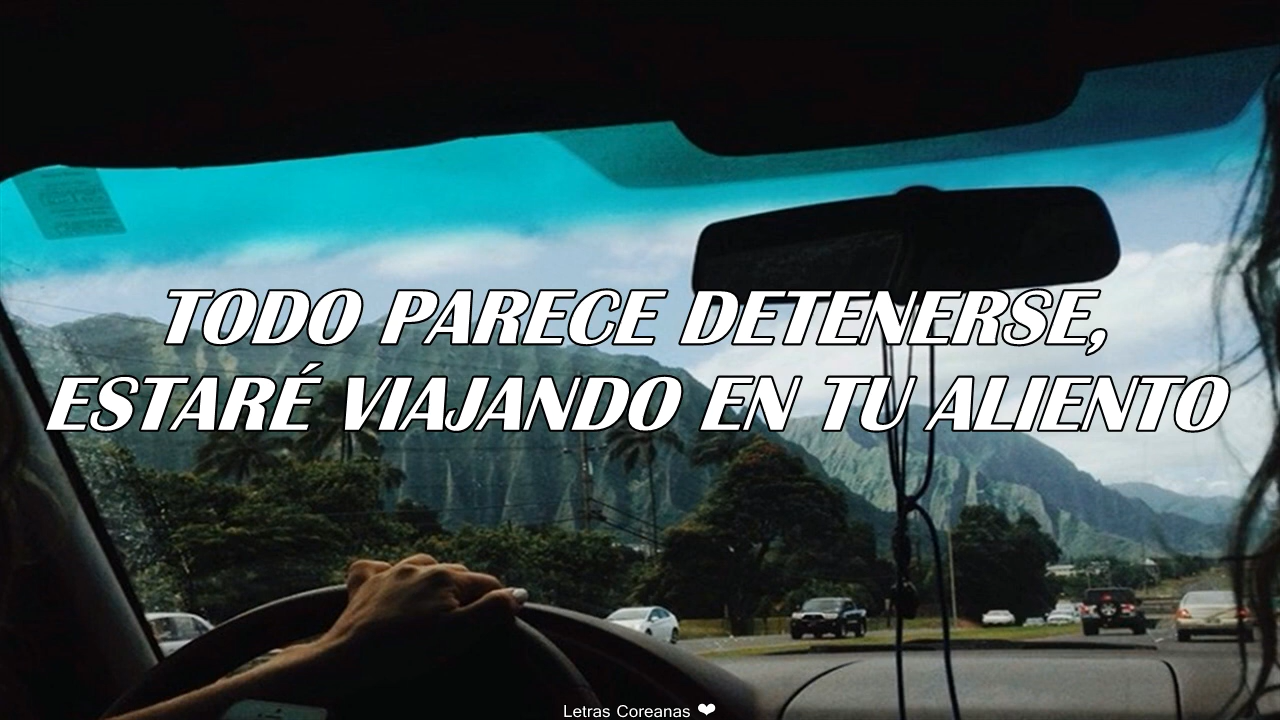 TODO PARECE DETENERSE,
ESTARÉ VIAJANDO EN TU ALIENTO
Letras Coreanas ❤